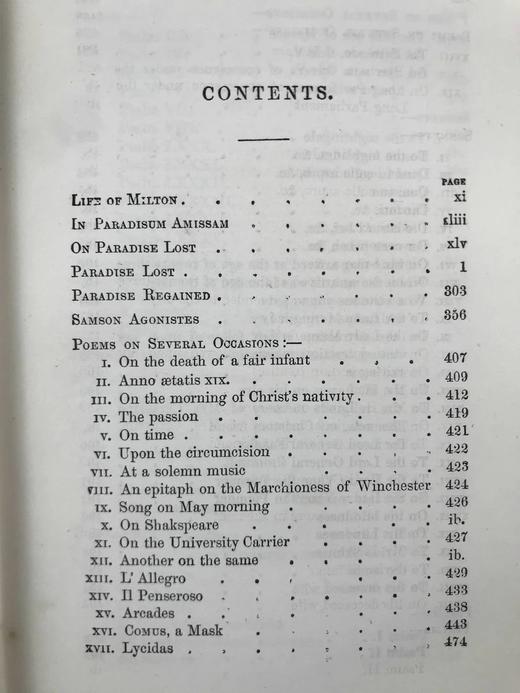 CONTENTS.
PAGE
LIFE OF MILTON . . . . . . . xi
IN PARADISUM AMISSAM . . . . . xliii
ON PARADISE LOST . . . . . . xlv
PARADISE LOST . . . . . . . 1
PARADISE REGAINED . . . . . . 303
SAMSON AGONISTES . . . . . . 356
POEMS ON SEVERAL OCCASIONS :—
I. On the death of a fair infant . . . 407
II. Anno ætatis XIX. . . . . . 409
III. On the morning of Christ's nativity . . . 412
IV. The passion . . . . . . 419
V. On time . . . . . . . 421
VI. Upon the circumcision . . . . 422
VII. At a solemn music . . . . 423
VIII. An epitaph on the Marchioness of Winchester 424
IX. Song on May morning . . . . 426
X. On Shakspeare . . . . . ib.
XI. On the University Carrier . . . . 427
XII. Another on the same . . . . ib.
XIII. L' Allegro . . . . . . 429
XIV. Il Penseroso . . . . . . 433
XV. Arcades . . . . . . 438
XVI. COMUS, a Mask . . . . . 443
XVII. Lycidas . . . . . . . 474